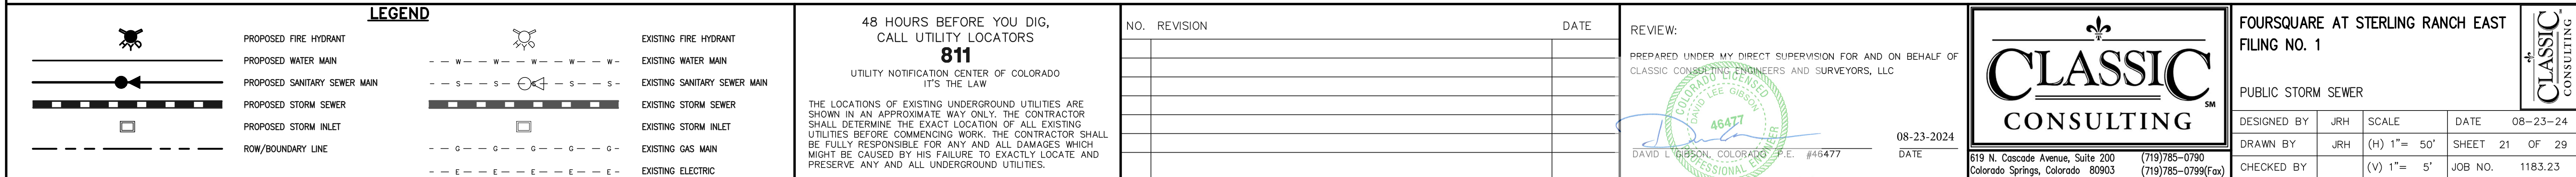 LEGEND
PROPOSED FIRE HYDRANT
PROPOSED WATER MAIN
PROPOSED SANITARY SEWER MAIN
PROPOSED STORM SEWER
PROPOSED STORM INLET
ROW/BOUNDARY LINE
EXISTING FIRE HYDRANT
— — W — — W — — W — — W — — W- EXISTING WATER MAIN
— — S — — S — — S — — S- EXISTING SANITARY SEWER MAIN
EXISTING STORM SEWER
EXISTING STORM INLET
— — G — — G — — G — — G — — G- EXISTING GAS MAIN
— — E — — E — — E — — E — — E- EXISTING ELECTRIC
48 HOURS BEFORE YOU DIG,
CALL UTILITY LOCATORS
811
UTILITY NOTIFICATION CENTER OF COLORADO
IT'S THE LAW
THE LOCATIONS OF EXISTING UNDERGROUND UTILITIES ARE
SHOWN IN AN APPROXIMATE WAY ONLY. THE CONTRACTOR
SHALL DETERMINE THE EXACT LOCATION OF ALL EXISTING
UTILITIES BEFORE COMMENCING WORK. THE CONTRACTOR SHALL
BE FULLY RESPONSIBLE FOR ANY AND ALL DAMAGES WHICH
MIGHT BE CAUSED BY HIS FAILURE TO EXACTLY LOCATE AND
PRESERVE ANY AND ALL UNDERGROUND UTILITIES.
NO. REVISION DATE
REVIEW:
PREPARED UNDER MY DIRECT SUPERVISION FOR AND ON BEHALF OF
CLASSIC CONSULTING ENGINEERS AND SURVEYORS, LLC
COLORADO LICENSED
DAVID LEE GIBSON
46477
PROFESSIONAL ENGINEER
08-23-2024
DAVID L GIBSON, COLORADO P.E. #46477 DATE
CLASSIC
SM
CONSULTING
619 N. Cascade Avenue, Suite 200 (719)785-0790
Colorado Springs, Colorado 80903 (719)785-0799(Fax)
FOURSQUARE AT STERLING RANCH EAST
FILING NO. 1
PUBLIC STORM SEWER
CLASSIC
CONSULTING
DESIGNED BY JRH SCALE DATE 08-23-24
DRAWN BY JRH (H) 1"= 50' SHEET 21 OF 29
CHECKED BY (V) 1"= 5' JOB NO. 1183.23